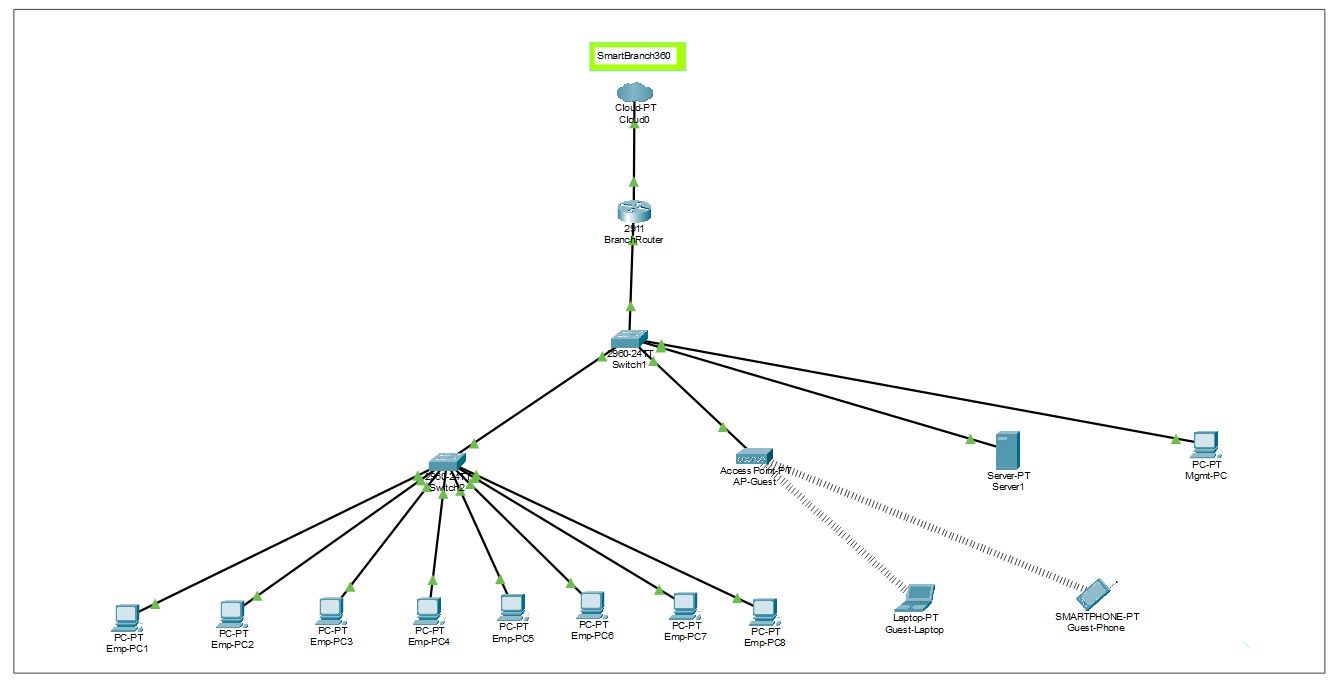 SmartBranch360
Cloud-PT
Cloud0
2911
BranchRouter
2960-24TT
Switch1
2960-24TT
Switch2
Access Point-PT
AP-Guest
Server-PT
Server1
PC-PT
Mgmt-PC
PC-PT
Emp-PC1
PC-PT
Emp-PC2
PC-PT
Emp-PC3
PC-PT
Emp-PC4
PC-PT
Emp-PC5
PC-PT
Emp-PC6
PC-PT
Emp-PC7
PC-PT
Emp-PC8
Laptop-PT
Guest-Laptop
SMARTPHONE-PT
Guest-Phone